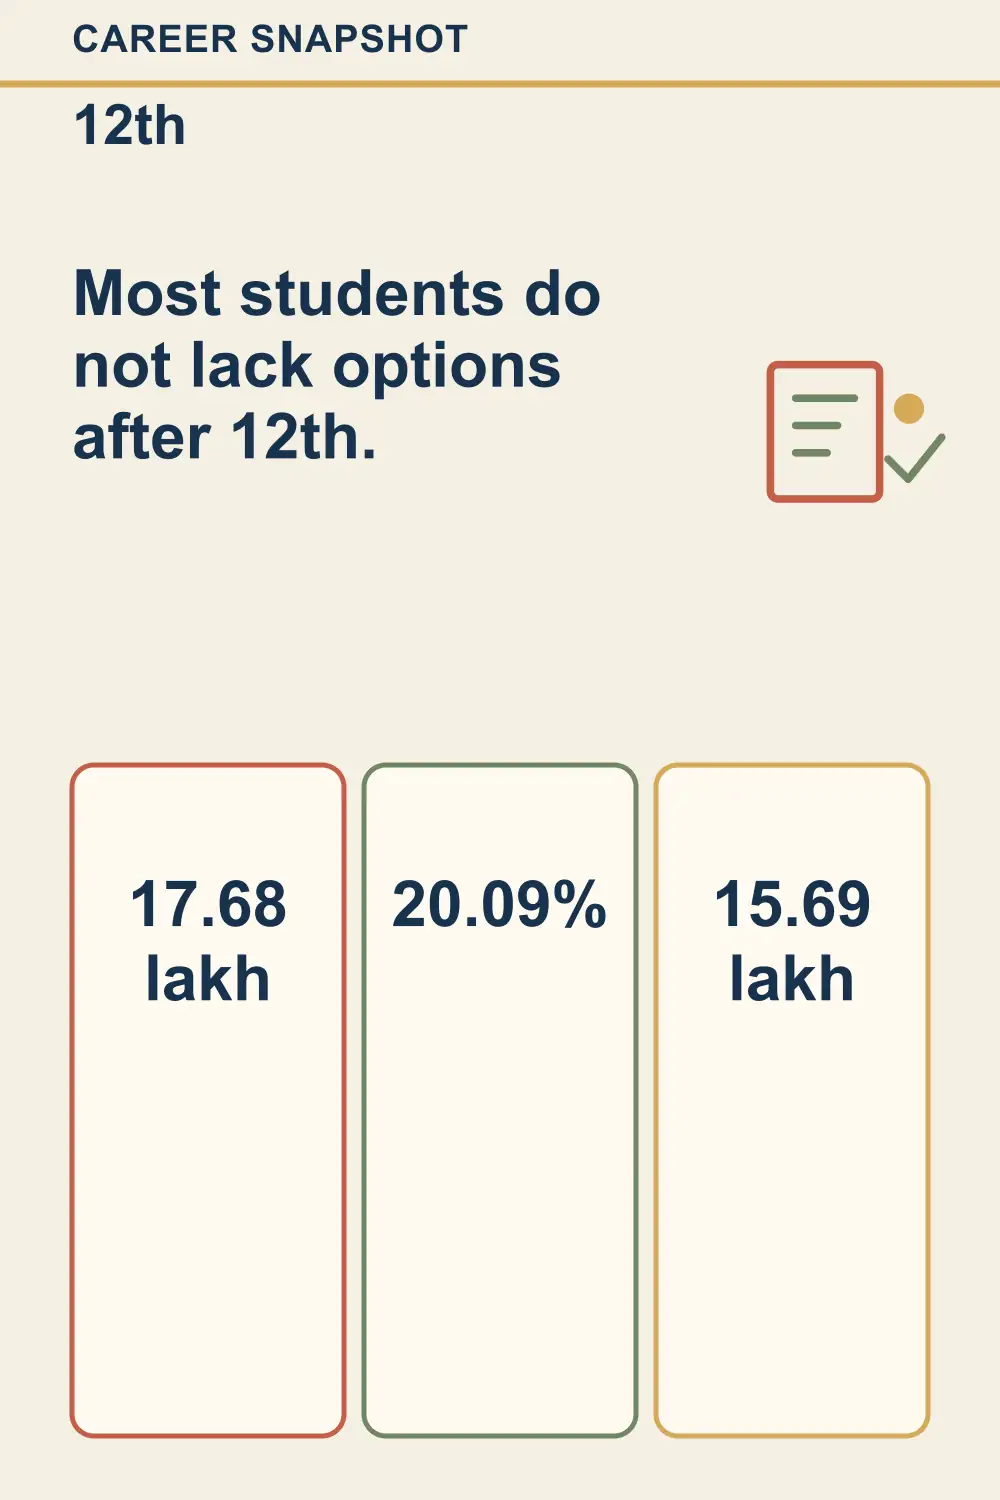 CAREER SNAPSHOT
12th
Most students do
not lack options
after 12th.
17.68
lakh
20.09%
15.69
lakh